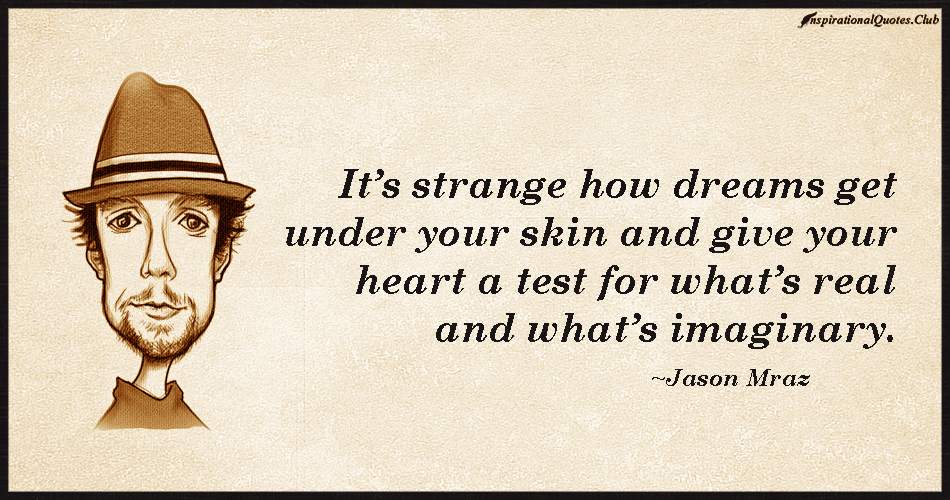 InspirationalQuotes.Club
It's strange how dreams get
under your skin and give your
heart a test for what's real
and what's imaginary.
~Jason Mraz